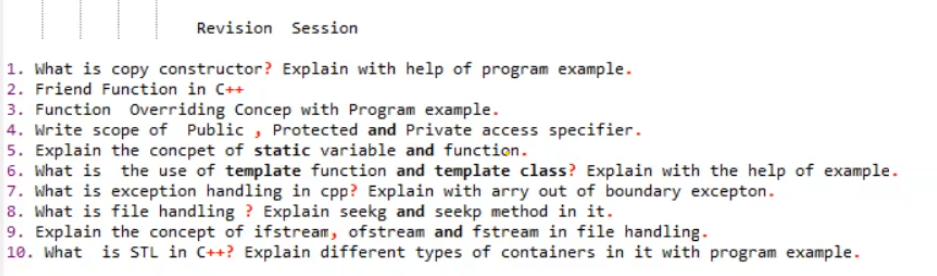 Revision Session
1. What is copy constructor? Explain with help of program example.
2. Friend Function in C++
3. Function Overriding Concep with Program example.
4. Write scope of Public , Protected and Private access specifier.
5. Explain the concpet of static variable and function.
6. What is the use of template function and template class? Explain with the help of example.
7. What is exception handling in cpp? Explain with arry out of boundary excepton.
8. What is file handling ? Explain seekg and seekp method in it.
9. Explain the concept of ifstream, ofstream and fstream in file handling.
10. What is STL in C++? Explain different types of containers in it with program example.